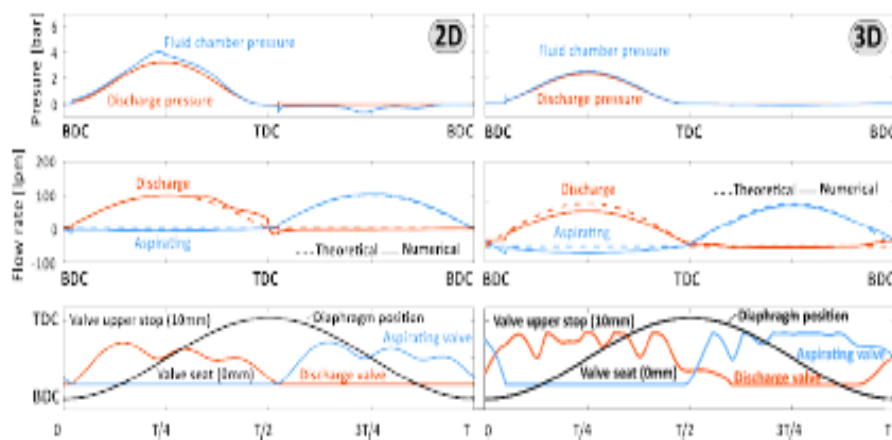 2D
3D
Presure [bar]
6
4
2
0
Fluid chamber pressure
Discharge pressure
Fluid chamber pressure
Discharge pressure
BDC
TDC
BDC
BDC
TDC
BDC
Flow rate [lpm]
200
100
0
-100
Discharge
Aspirating
Theoretical
Numerical
Discharge
Aspirating
Theoretical
Numerical
BDC
TDC
BDC
BDC
TDC
BDC
TDC
BDC
Valve upper stop (10mm)
Diaphragm position
Aspirating valve
Valve seat (0mm)
Discharge valve
Valve upper stop (10mm)
Diaphragm position
Aspirating valve
Valve seat (0mm)
Discharge valve
0
T/4
T/2
3T/4
T
0
T/4
T/2
3T/4
T